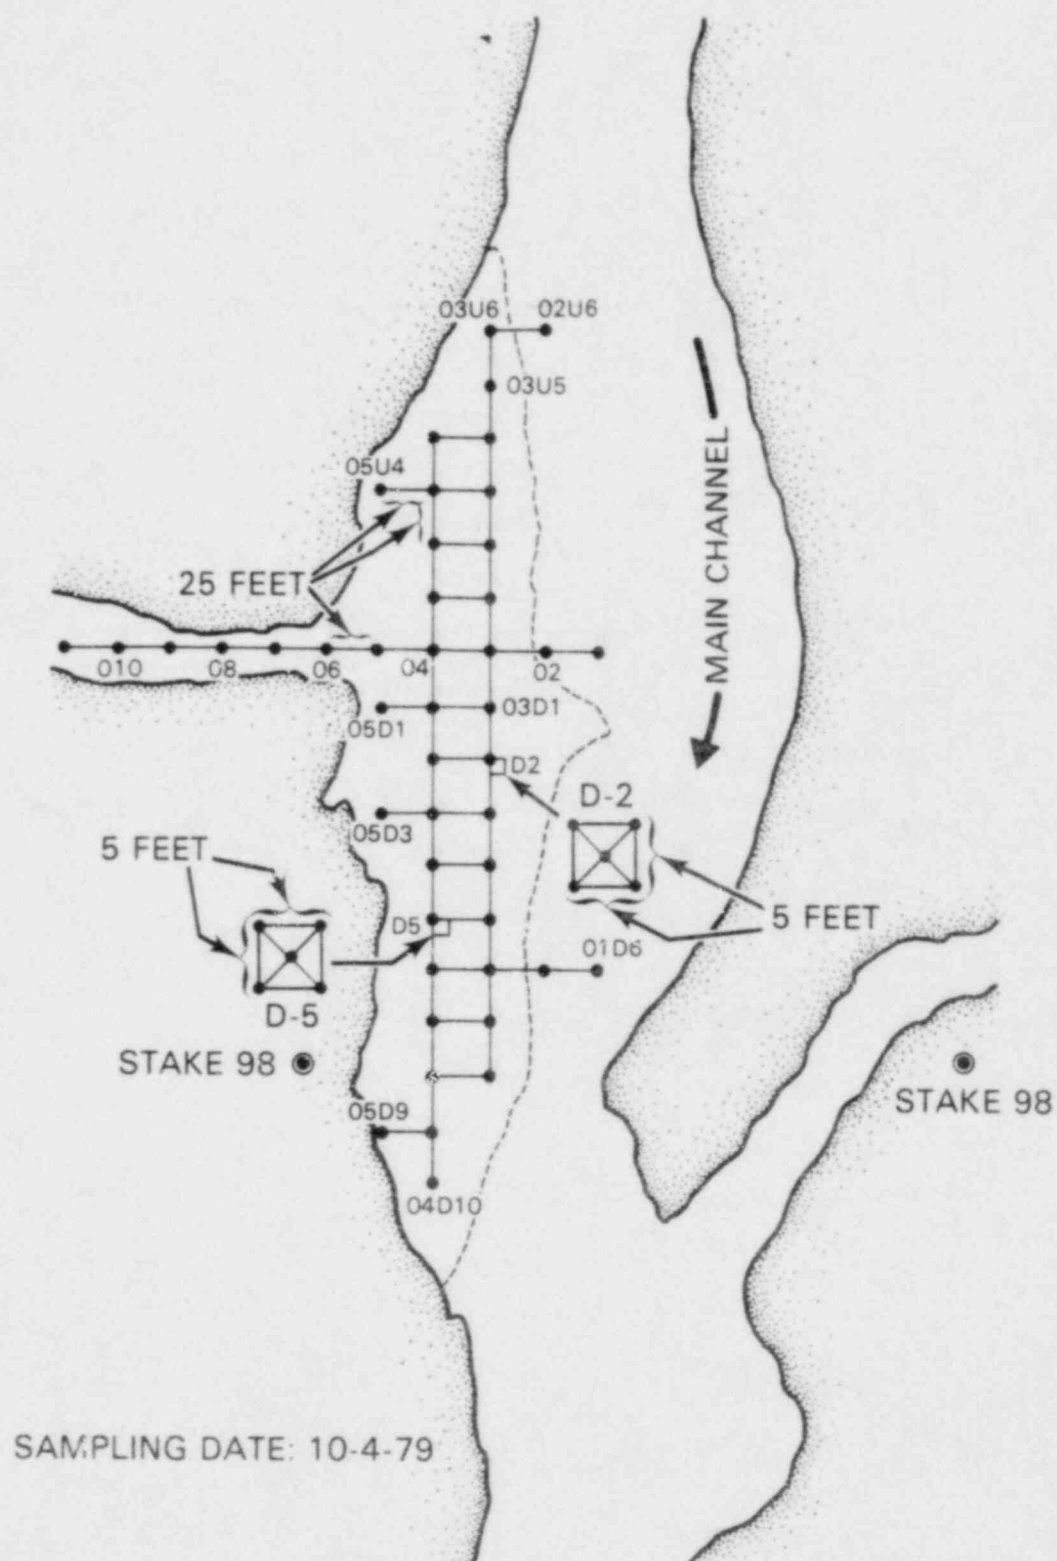 03U6 02U6
03U5
05U4
25 FEET
MAIN CHANNEL
010 08 06 04 02
05D1 03D1
D2
D-2
05D3
5 FEET
D5
5 FEET
01D6
D-5
STAKE 98
STAKE 98
05D9
04D10
SAMPLING DATE: 10-4-79